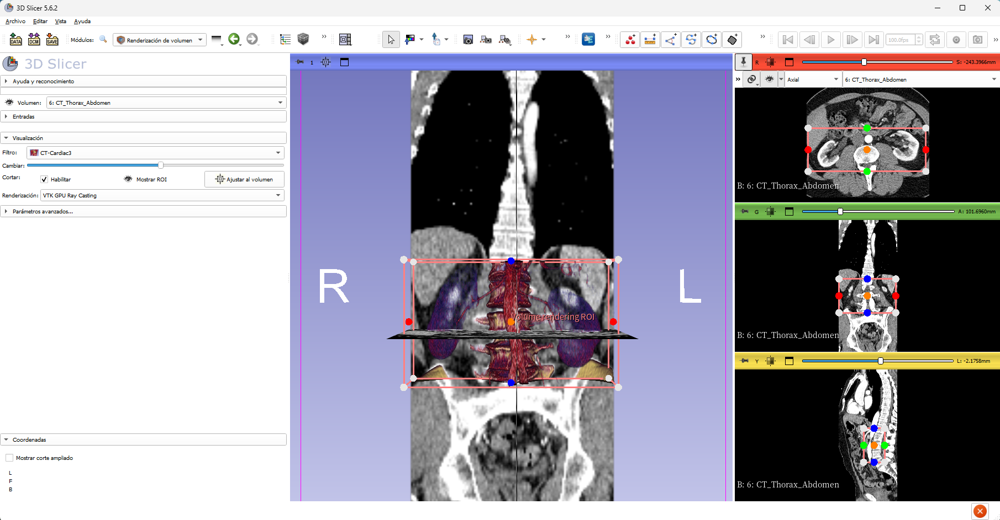 3D Slicer 5.6.2
Archivo Editar Vista Ayuda
DATA DCM SAVE Módulos: Renderización de volumen 100.0fps
3D Slicer
Ayuda y reconocimiento
Volumen: 6: CT_Thorax_Abdomen
Entradas
Visualización
Filtro: CT-Cardiac3
Cambiar:
Cortar: Habilitar Mostrar ROI Ajustar al volumen
Renderización: VTK GPU Ray Casting
Parámetros avanzados...
Coordenadas
Mostrar corte ampliado
L
F
B
1
R
L
Volume rendering ROI
R S: -243.3966mm
Axial 6: CT_Thorax_Abdomen
B: 6: CT_Thorax_Abdomen
G A: 101.6960mm
B: 6: CT_Thorax_Abdomen
Y L: -2.1758mm
B: 6: CT_Thorax_Abdomen